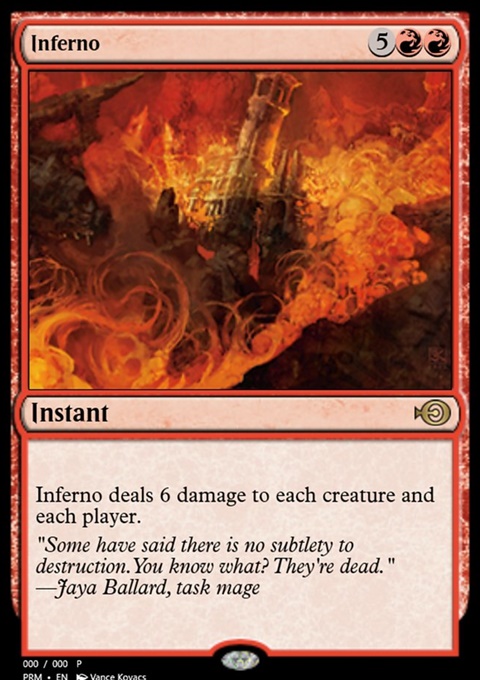 Inferno 5
Instant
Inferno deals 6 damage to each creature and
each player.
"Some have said there is no subtlety to
destruction. You know what? They're dead."
—Jaya Ballard, task mage
000 / 000 P
PRM • EN Vance Kovacs